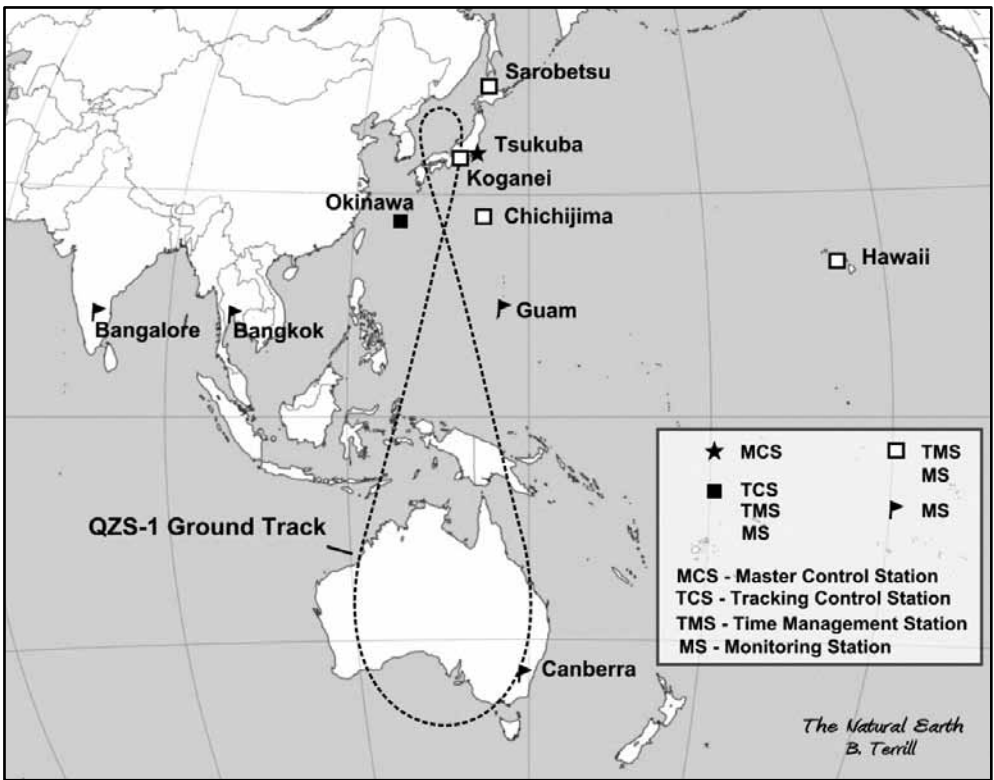 Sarobetsu
Tsukuba
Koganei
Okinawa
Chichijima
Hawaii
Guam
Bangalore
Bangkok
QZS-1 Ground Track
Canberra
MCS
TCS
TMS
MS
TMS
MS
MS
MCS - Master Control Station
TCS - Tracking Control Station
TMS - Time Management Station
MS - Monitoring Station
The Natural Earth
B. Terrill